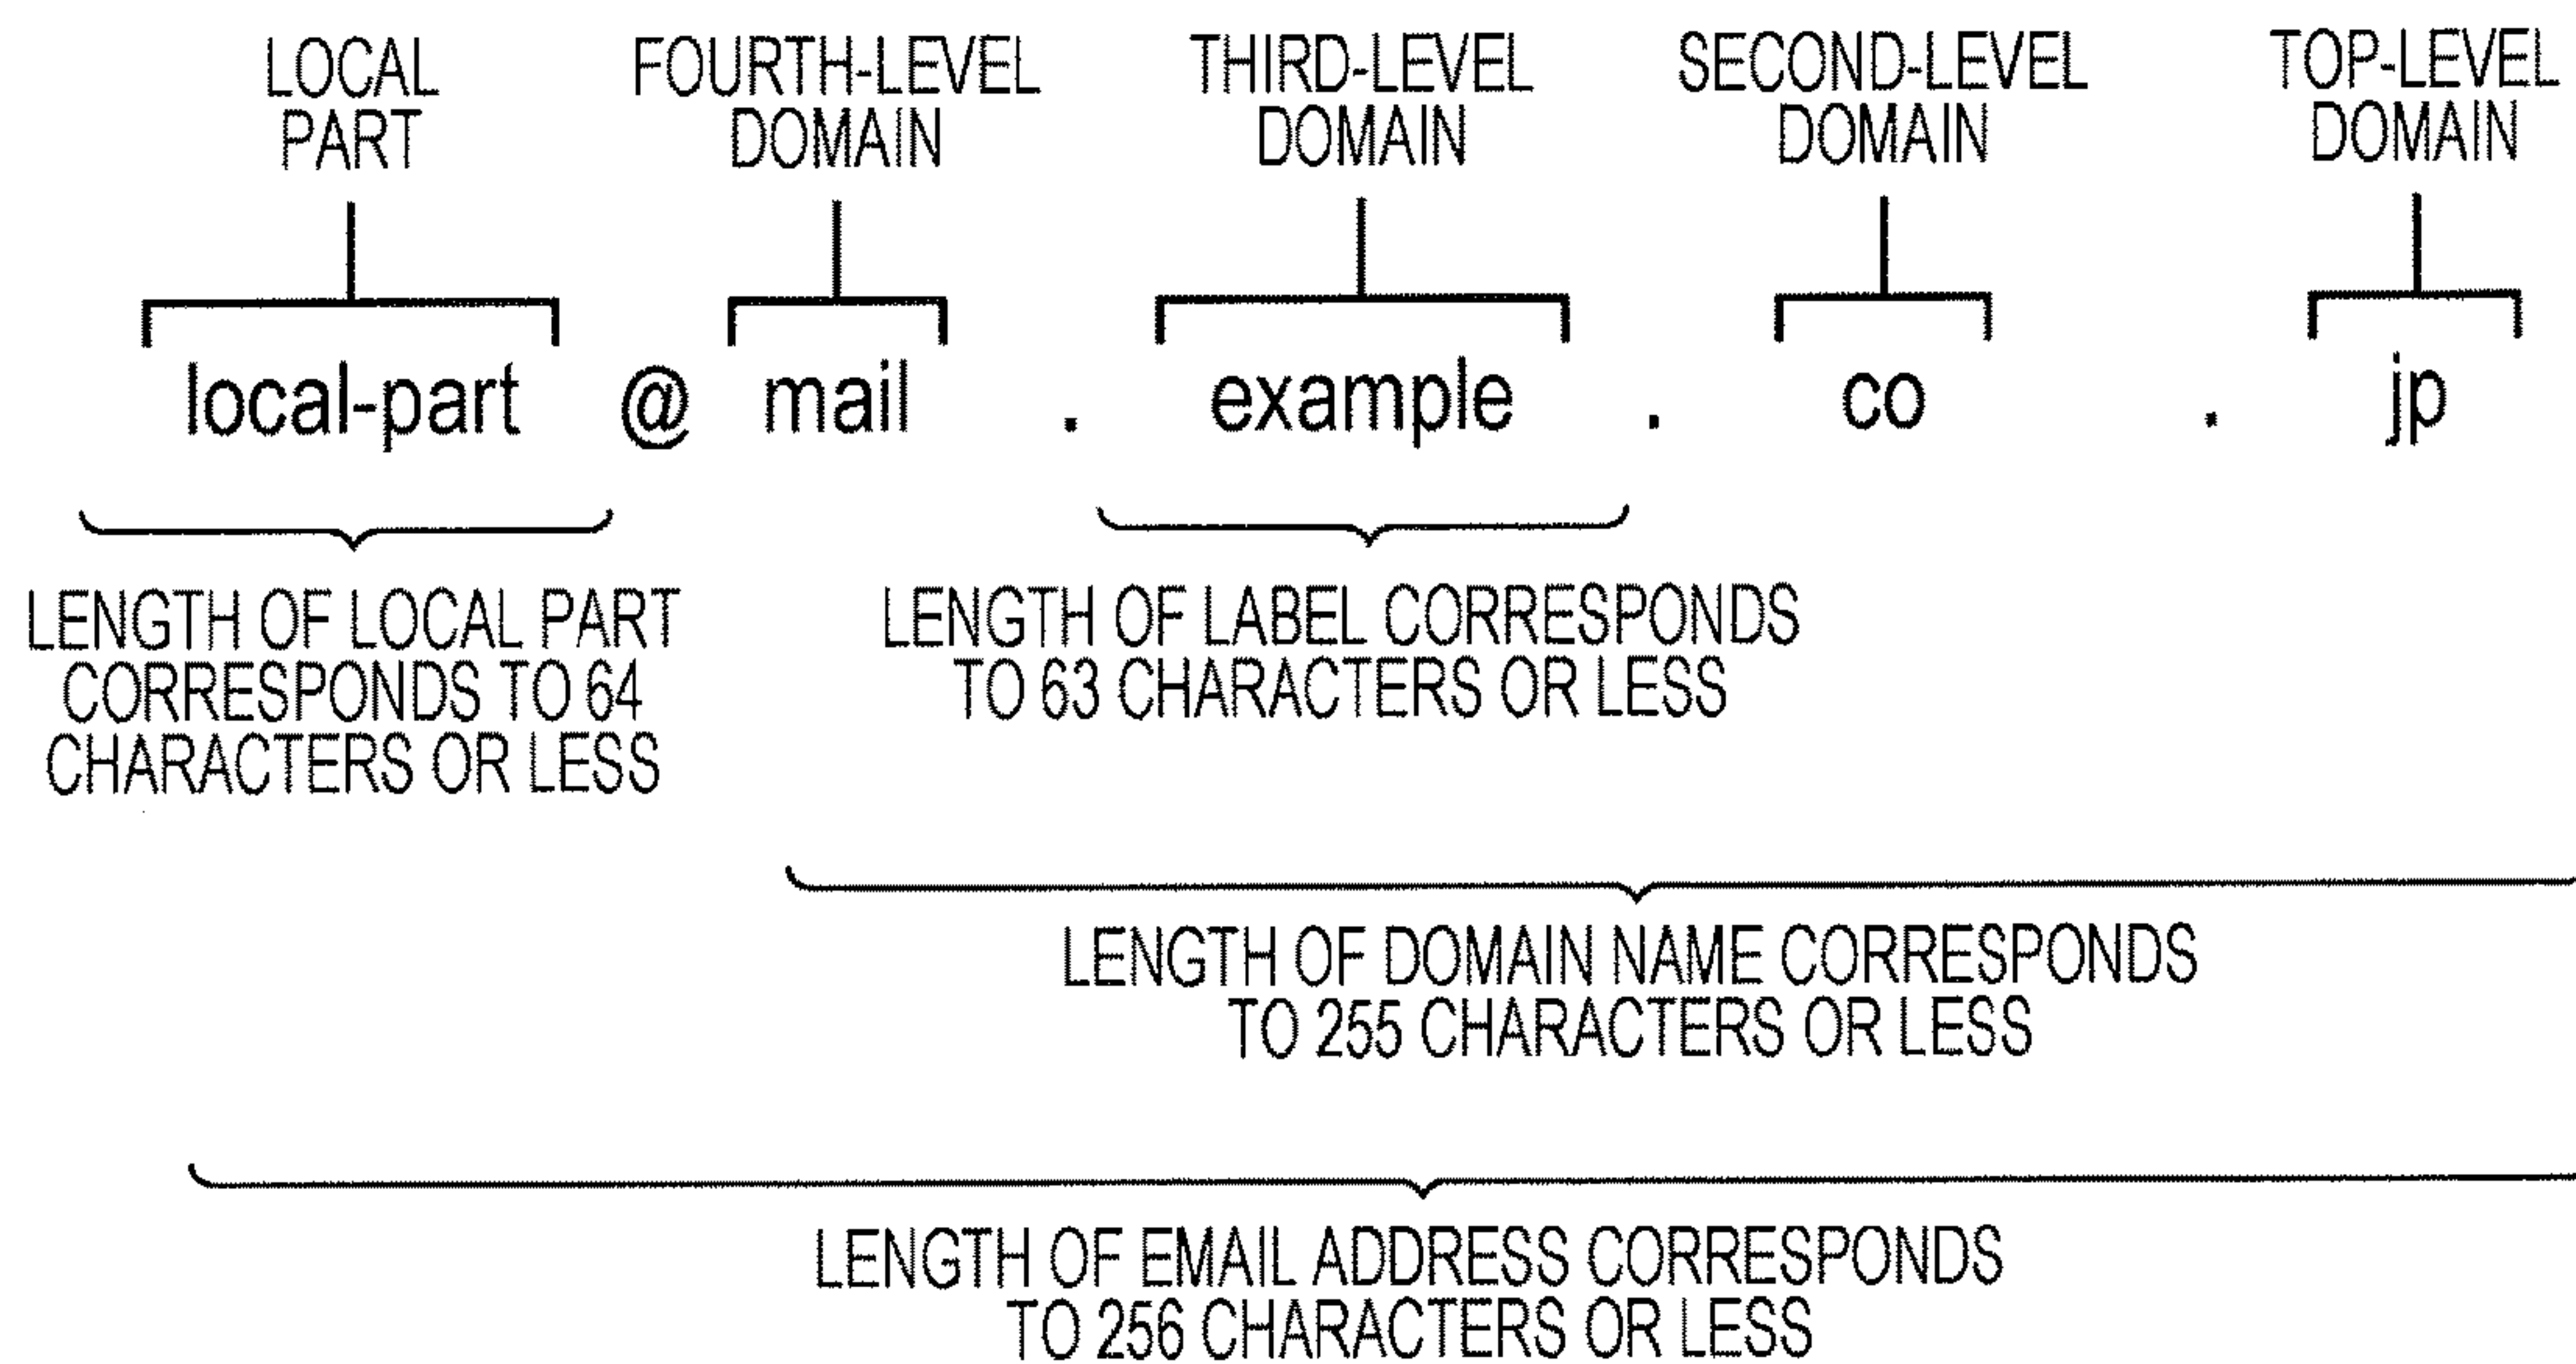 LOCAL
PART
FOURTH-LEVEL
DOMAIN
THIRD-LEVEL
DOMAIN
SECOND-LEVEL
DOMAIN
TOP-LEVEL
DOMAIN
local-part @ mail . example . co . jp
LENGTH OF LOCAL PART
CORRESPONDS TO 64
CHARACTERS OR LESS
LENGTH OF LABEL CORRESPONDS
TO 63 CHARACTERS OR LESS
LENGTH OF DOMAIN NAME CORRESPONDS
TO 255 CHARACTERS OR LESS
LENGTH OF EMAIL ADDRESS CORRESPONDS
TO 256 CHARACTERS OR LESS